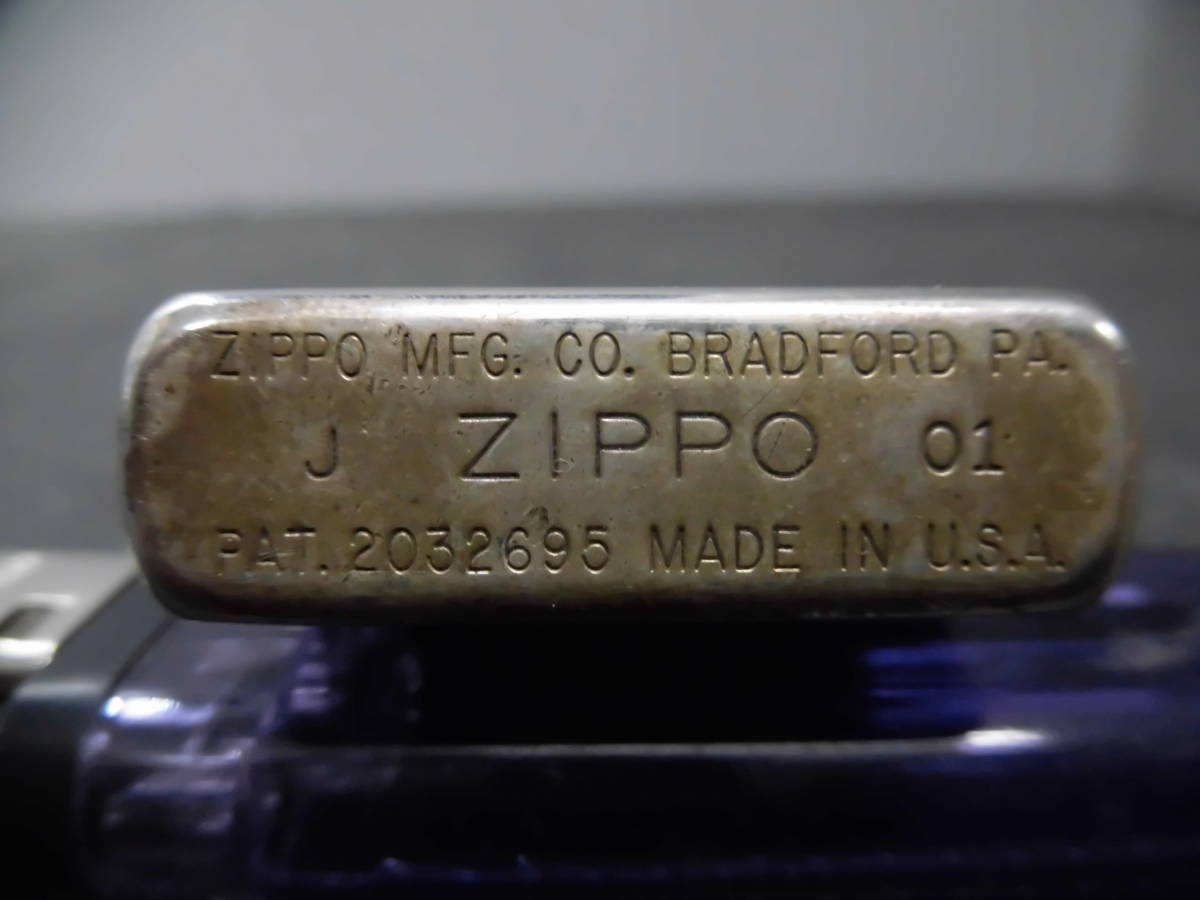 ZIPPO MFG. CO. BRADFORD PA.
J ZIPPO 01
PAT. 2032695 MADE IN U.S.A.